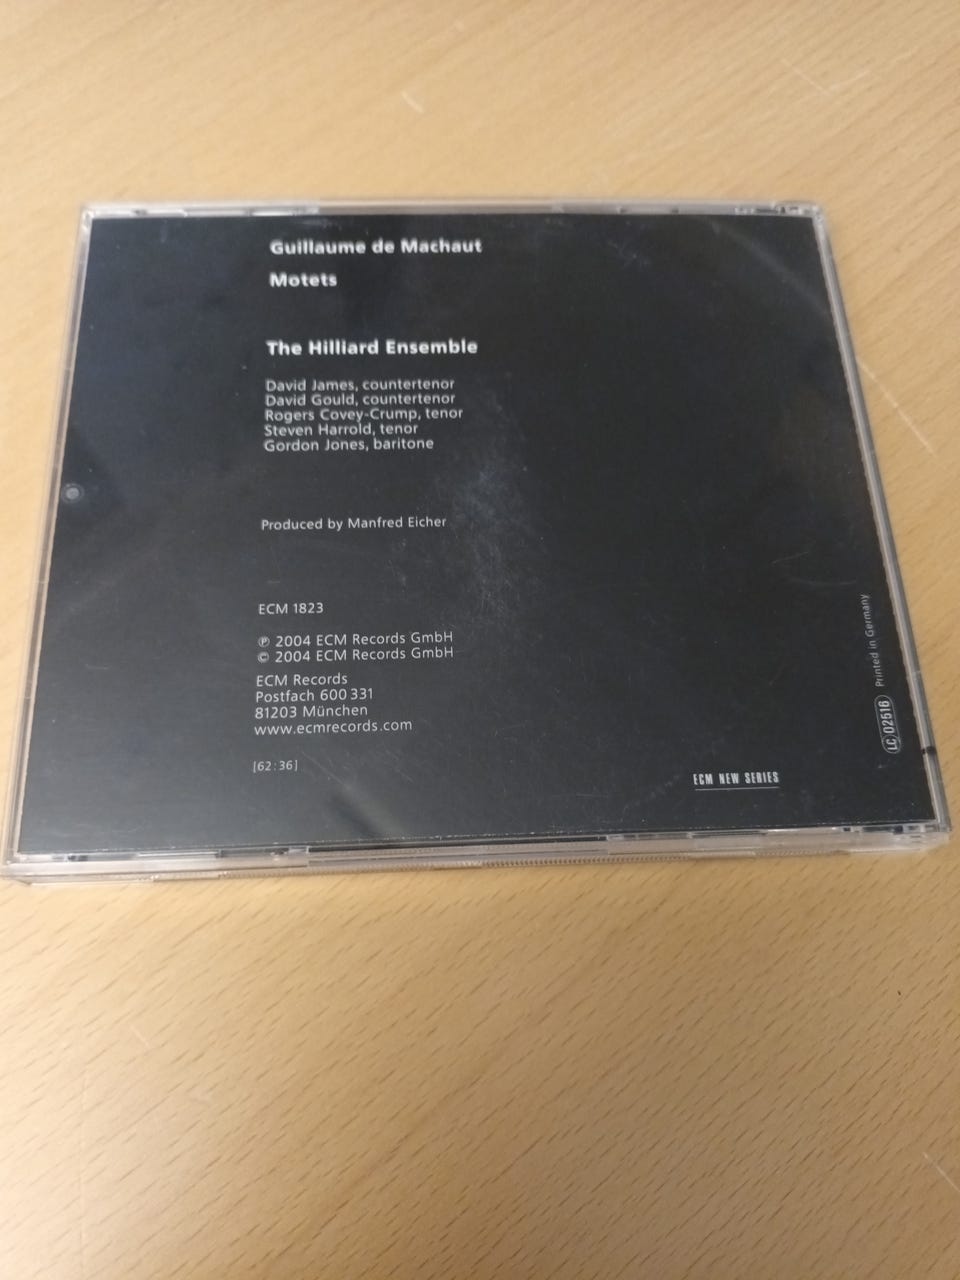 Guillaume de Machaut
Motets
The Hilliard Ensemble
David James, countertenor
David Gould, countertenor
Rogers Covey-Crump, tenor
Steven Harrold, tenor
Gordon Jones, baritone
Produced by Manfred Eicher
ECM 1823
℗ 2004 ECM Records GmbH
© 2004 ECM Records GmbH
ECM Records
Postfach 600 331
81203 München
www.ecmrecords.com
[62:36]
ECM NEW SERIES
LC 02516
Printed in Germany